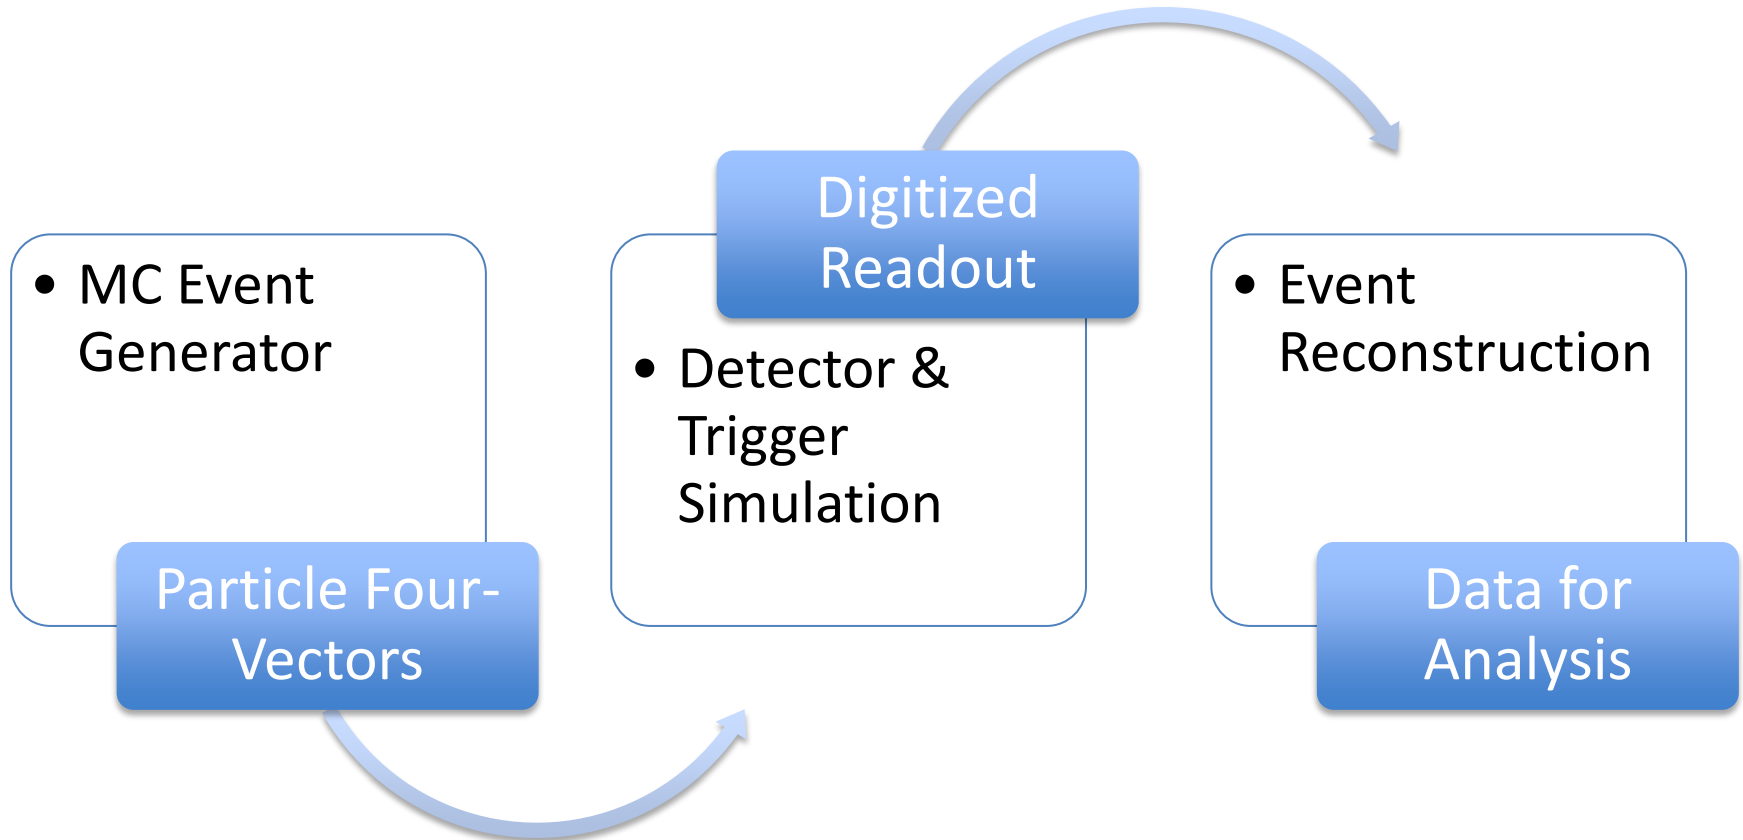 • MC Event
Generator
Particle Four-
Vectors
Digitized
Readout
• Detector &
Trigger
Simulation
• Event
Reconstruction
Data for
Analysis